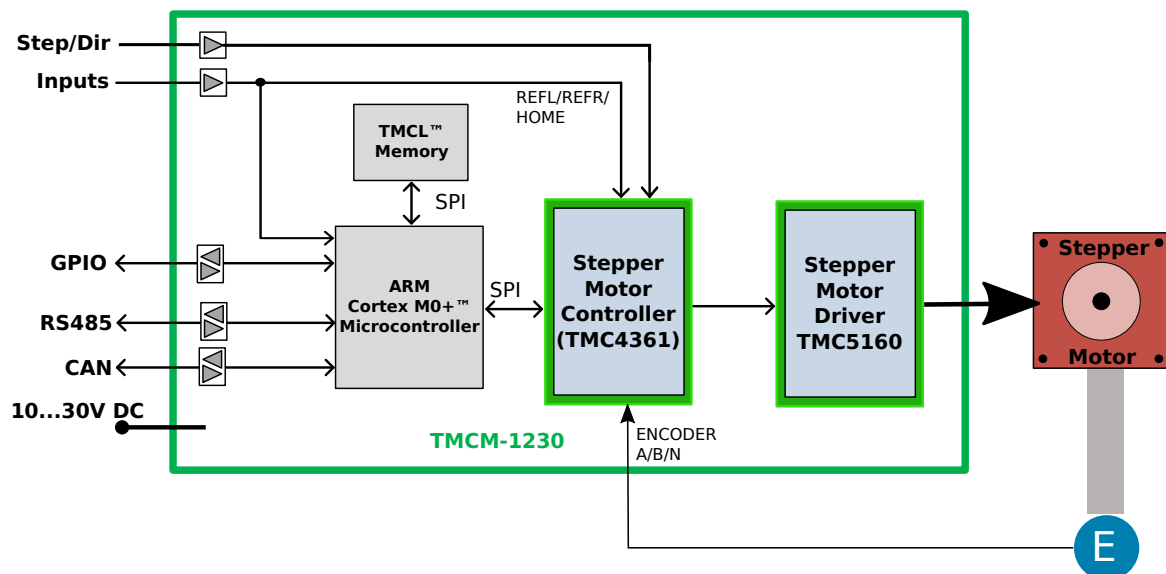 Step/Dir
Inputs
REFL/REFR/
HOME
TMCL™
Memory
SPI
GPIO
RS485
CAN
10...30V DC
ARM
Cortex M0+™
Microcontroller
SPI
Stepper
Motor
Controller
(TMC4361)
Stepper
Motor
Driver
TMC5160
Stepper
Motor
TMCM-1230
ENCODER
A/B/N
E